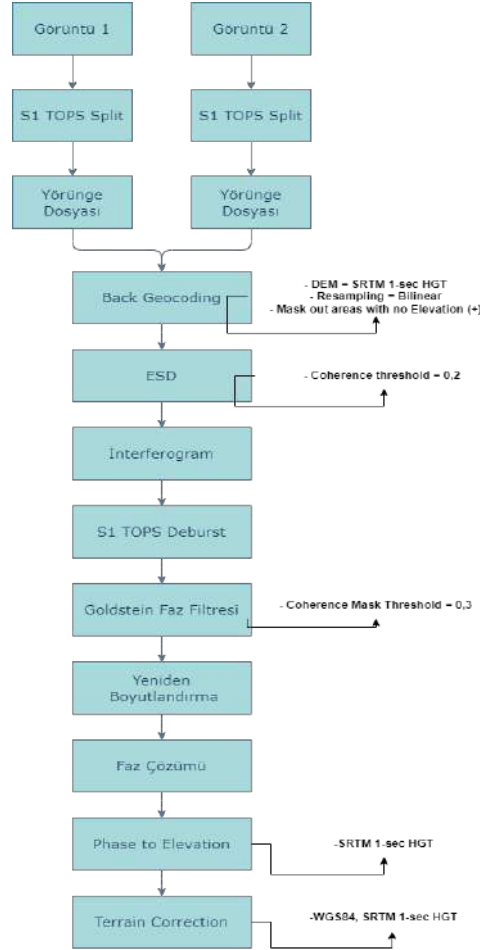 Görüntü 1
Görüntü 2
S1 TOPS Split
S1 TOPS Split
Yörünge
Dosyası
Yörünge
Dosyası
Back Geocoding
- DEM = SRTM 1-sec HGT
- Resampling = Bilinear
- Mask out areas with no Elevation (+)
ESD
- Coherence threshold = 0,2
İnterferogram
S1 TOPS Deburst
Goldstein Faz Filtresi
- Coherence Mask Threshold = 0,3
Yeniden
Boyutlandırma
Faz Çözümü
Phase to Elevation
-SRTM 1-sec HGT
Terrain Correction
-WGS84, SRTM 1-sec HGT